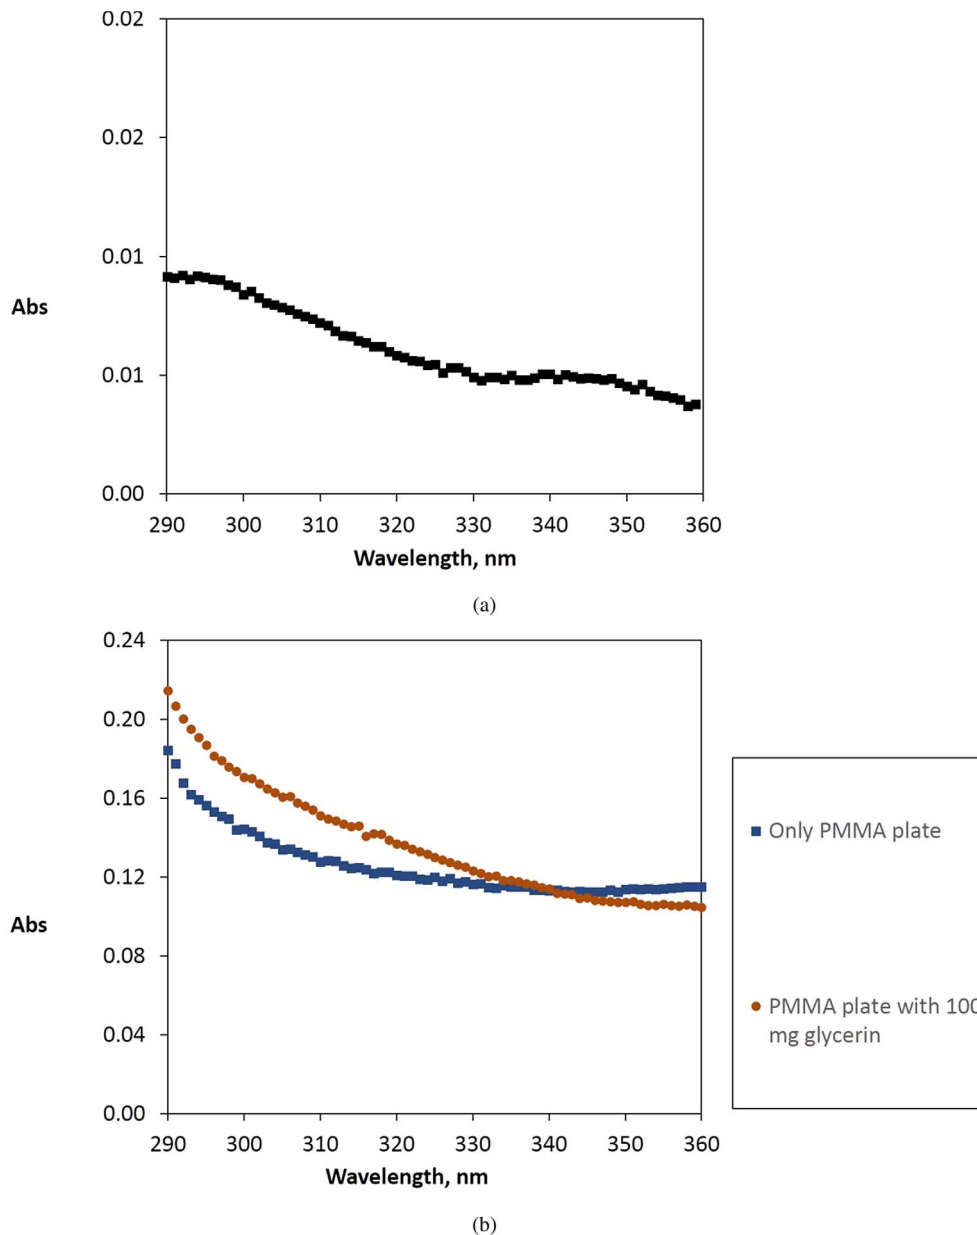 0.02
0.02
0.01
Abs
0.01
0.00
290 300 310 320 330 340 350 360
Wavelength, nm
(a)
0.24
0.20
0.16
Only PMMA plate
0.12
Abs
0.08
PMMA plate with 100
mg glycerin
0.04
0.00
290 300 310 320 330 340 350 360
Wavelength, nm
(b)